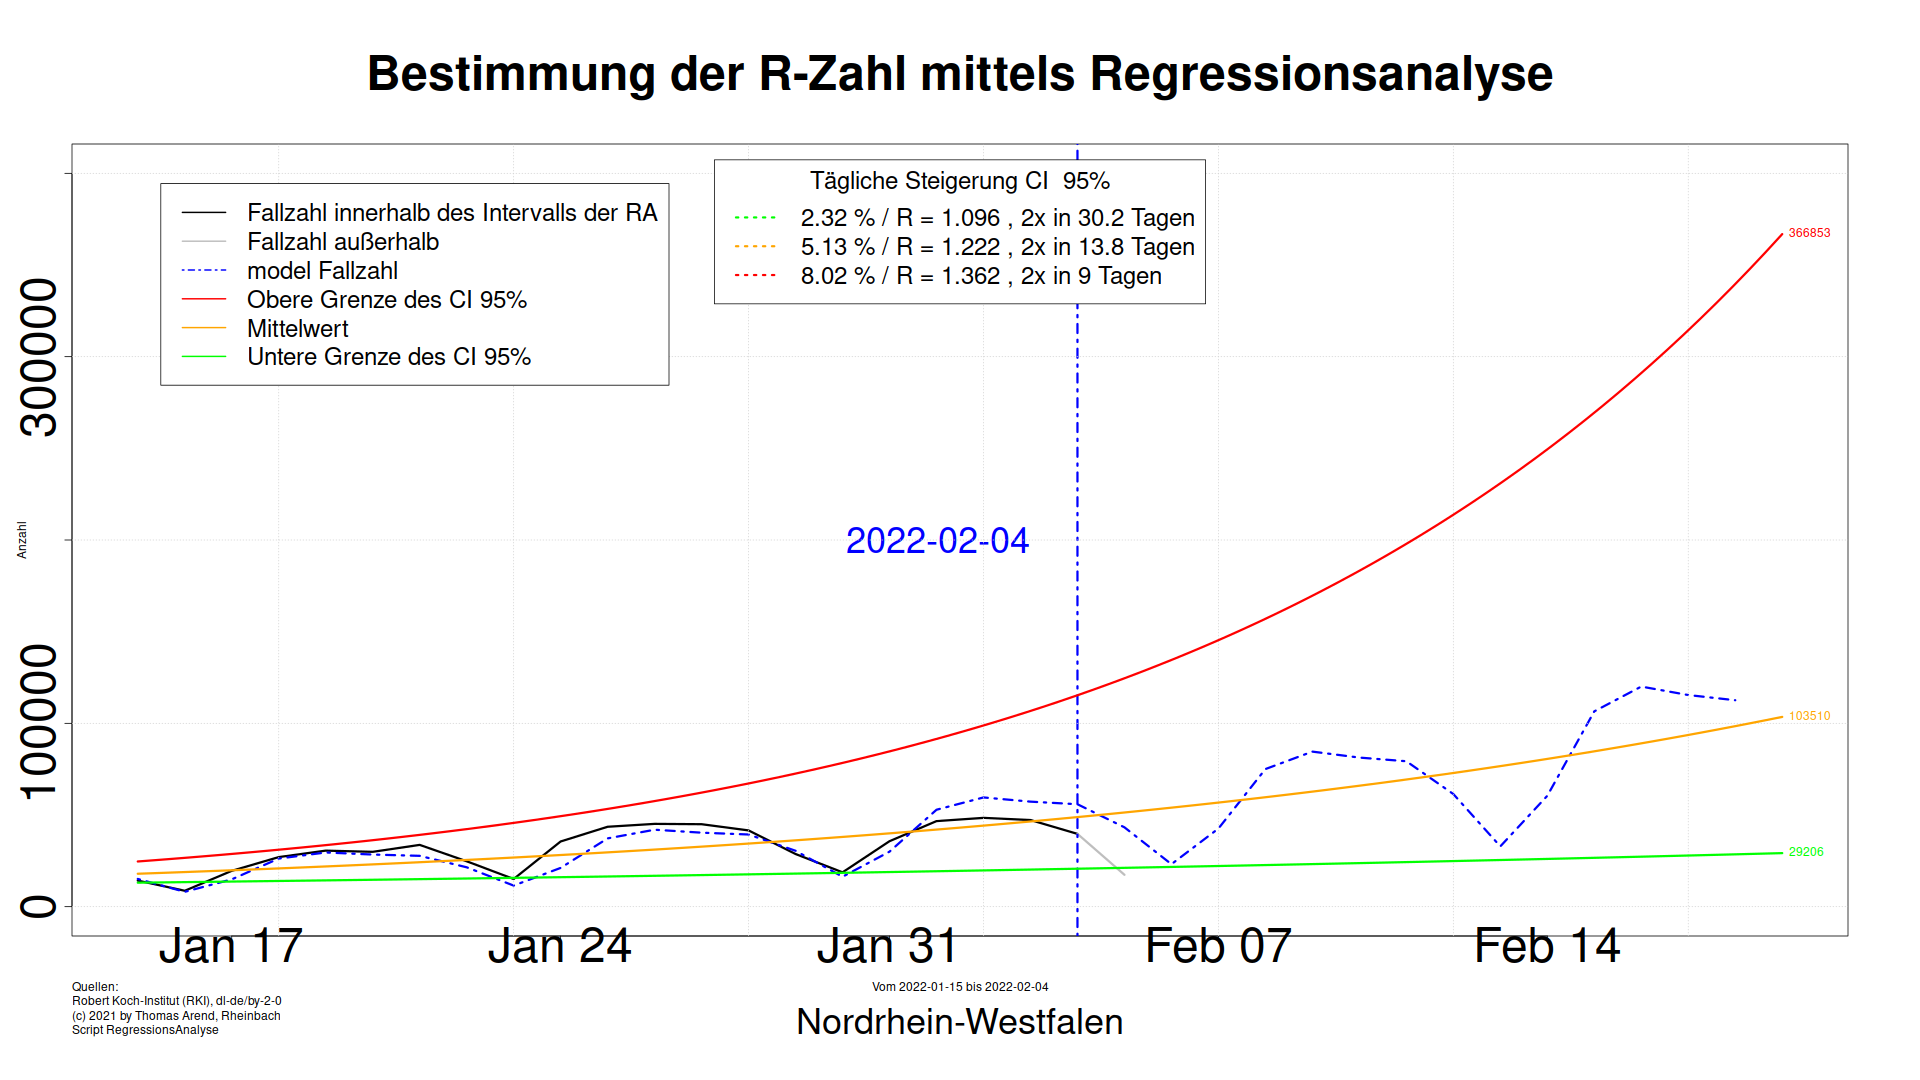 Bestimmung der R-Zahl mittels Regressionsanalyse
Fallzahl innerhalb des Intervalls der RA
Fallzahl außerhalb
model Fallzahl
Obere Grenze des CI 95%
Mittelwert
Untere Grenze des CI 95%
Tägliche Steigerung CI  95%
2.32 % / R = 1.096 , 2x in 30.2 Tagen
5.13 % / R = 1.222 , 2x in 13.8 Tagen
8.02 % / R = 1.362 , 2x in 9 Tagen
366853
103510
29206
2022-02-04
Anzahl
300000
100000
0
Jan 17
Jan 24
Jan 31
Feb 07
Feb 14
Vom 2022-01-15 bis 2022-02-04
Nordrhein-Westfalen
Quellen:
Robert Koch-Institut (RKI), dl-de/by-2-0
(c) 2021 by Thomas Arend, Rheinbach
Script RegressionsAnalyse